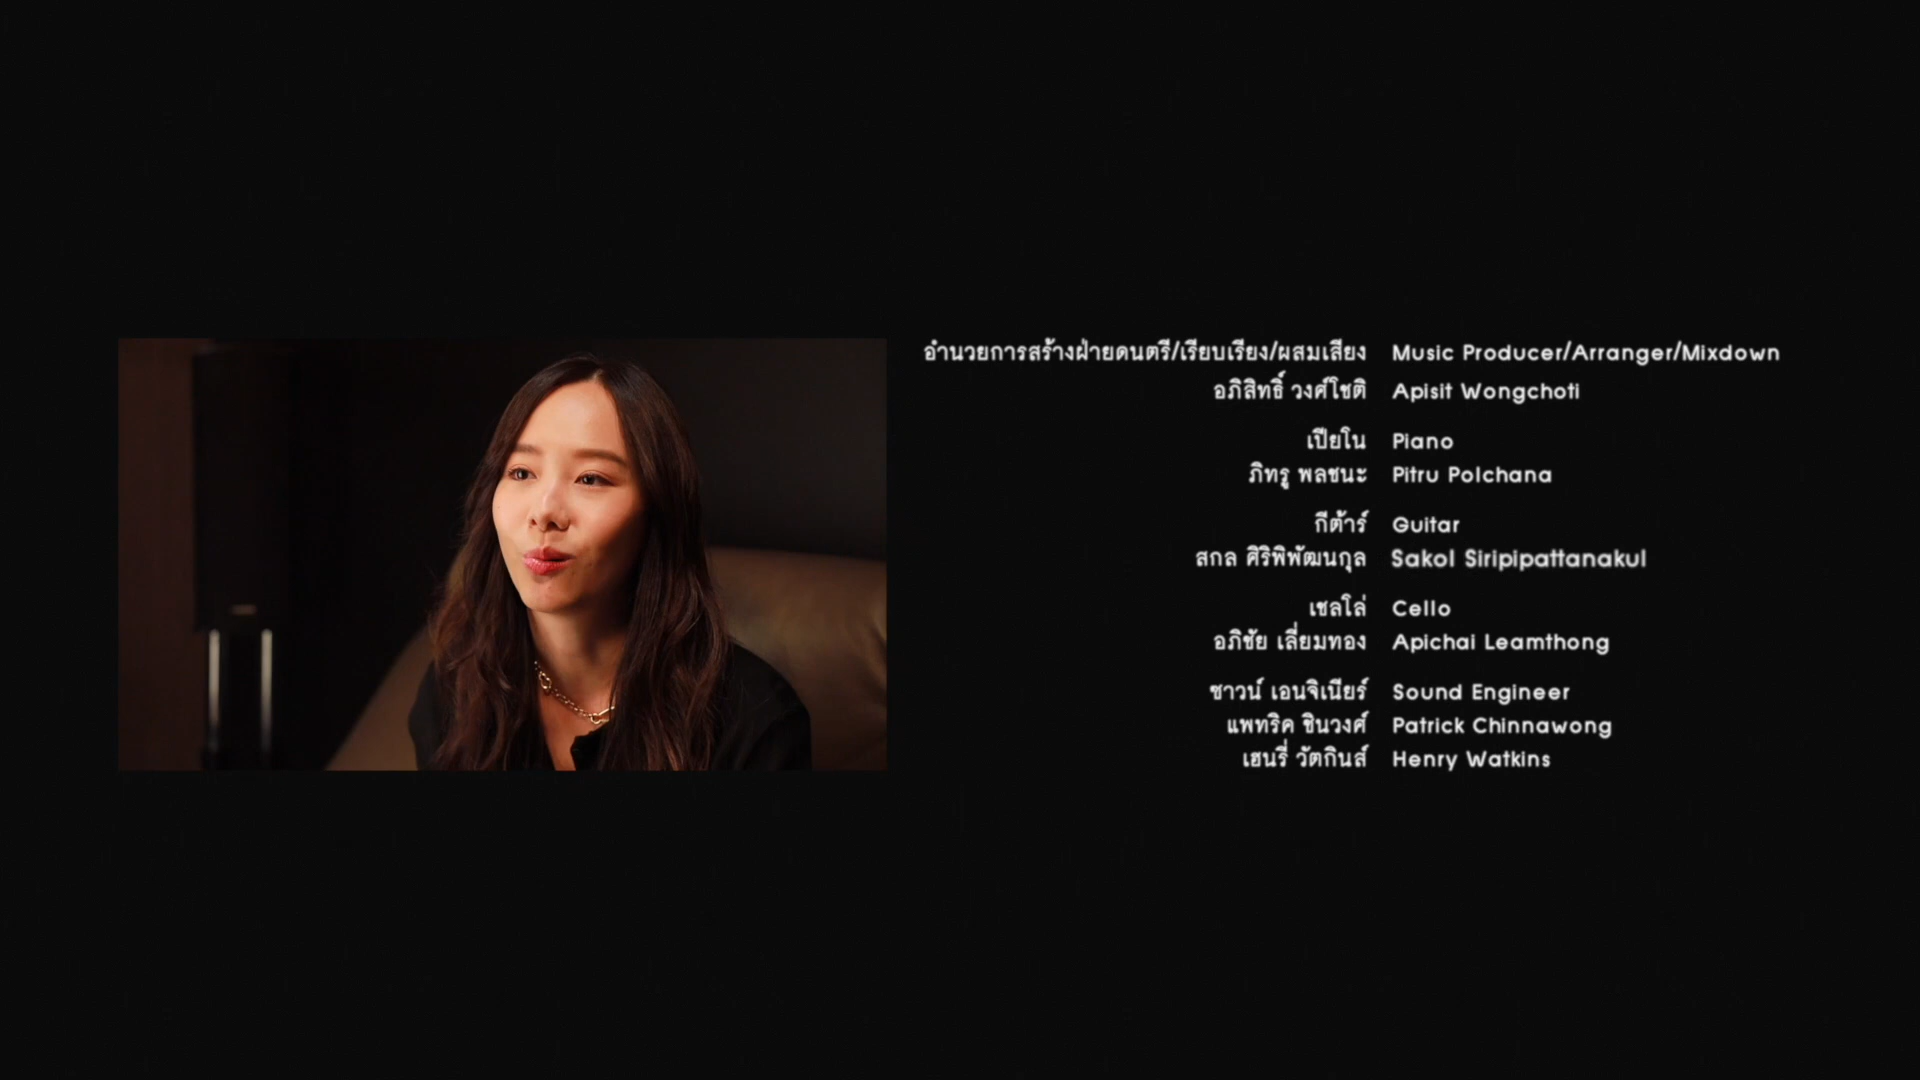 อำนวยการสร้างฝ่ายดนตรี/เรียบเรียง/ผสมเสียง Music Producer/Arranger/Mixdown
อภิสิทธิ์ วงศ์โชติ Apisit Wongchoti
เปียโน Piano
ภิทรู พลชนะ Pitru Polchana
กีต้าร์ Guitar
สกล ศิริพิพัฒนกุล Sakol Siripipattanakul
เชลโล่ Cello
อภิชัย เลี่ยมทอง Apichai Leamthong
ซาวน์ เอนจิเนียร์ Sound Engineer
แพทริค ชินวงศ์ Patrick Chinnawong
เฮนรี่ วัตกินส์ Henry Watkins